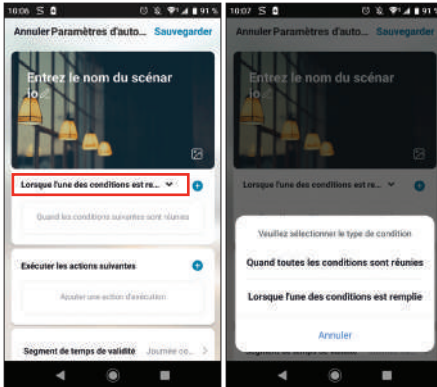 10:06 S 91 %
Annuler Paramètres d'auto... Sauvegarder
Entrez le nom du scénar
io
Lorsque l'une des conditions est re...
Quand les conditions suivantes sont réunies
Exécuter les actions suivantes
Ajouter une action d'exécution
Segment de temps de validité Journée co...
10:07 S 91 %
Annuler Paramètres d'auto... Sauvegarder
Entrez le nom du scénar
io
Lorsque l'une des conditions est re...
Veuillez sélectionner le type de condition
Quand toutes les conditions sont réunies
Lorsque l'une des conditions est remplie
Annuler